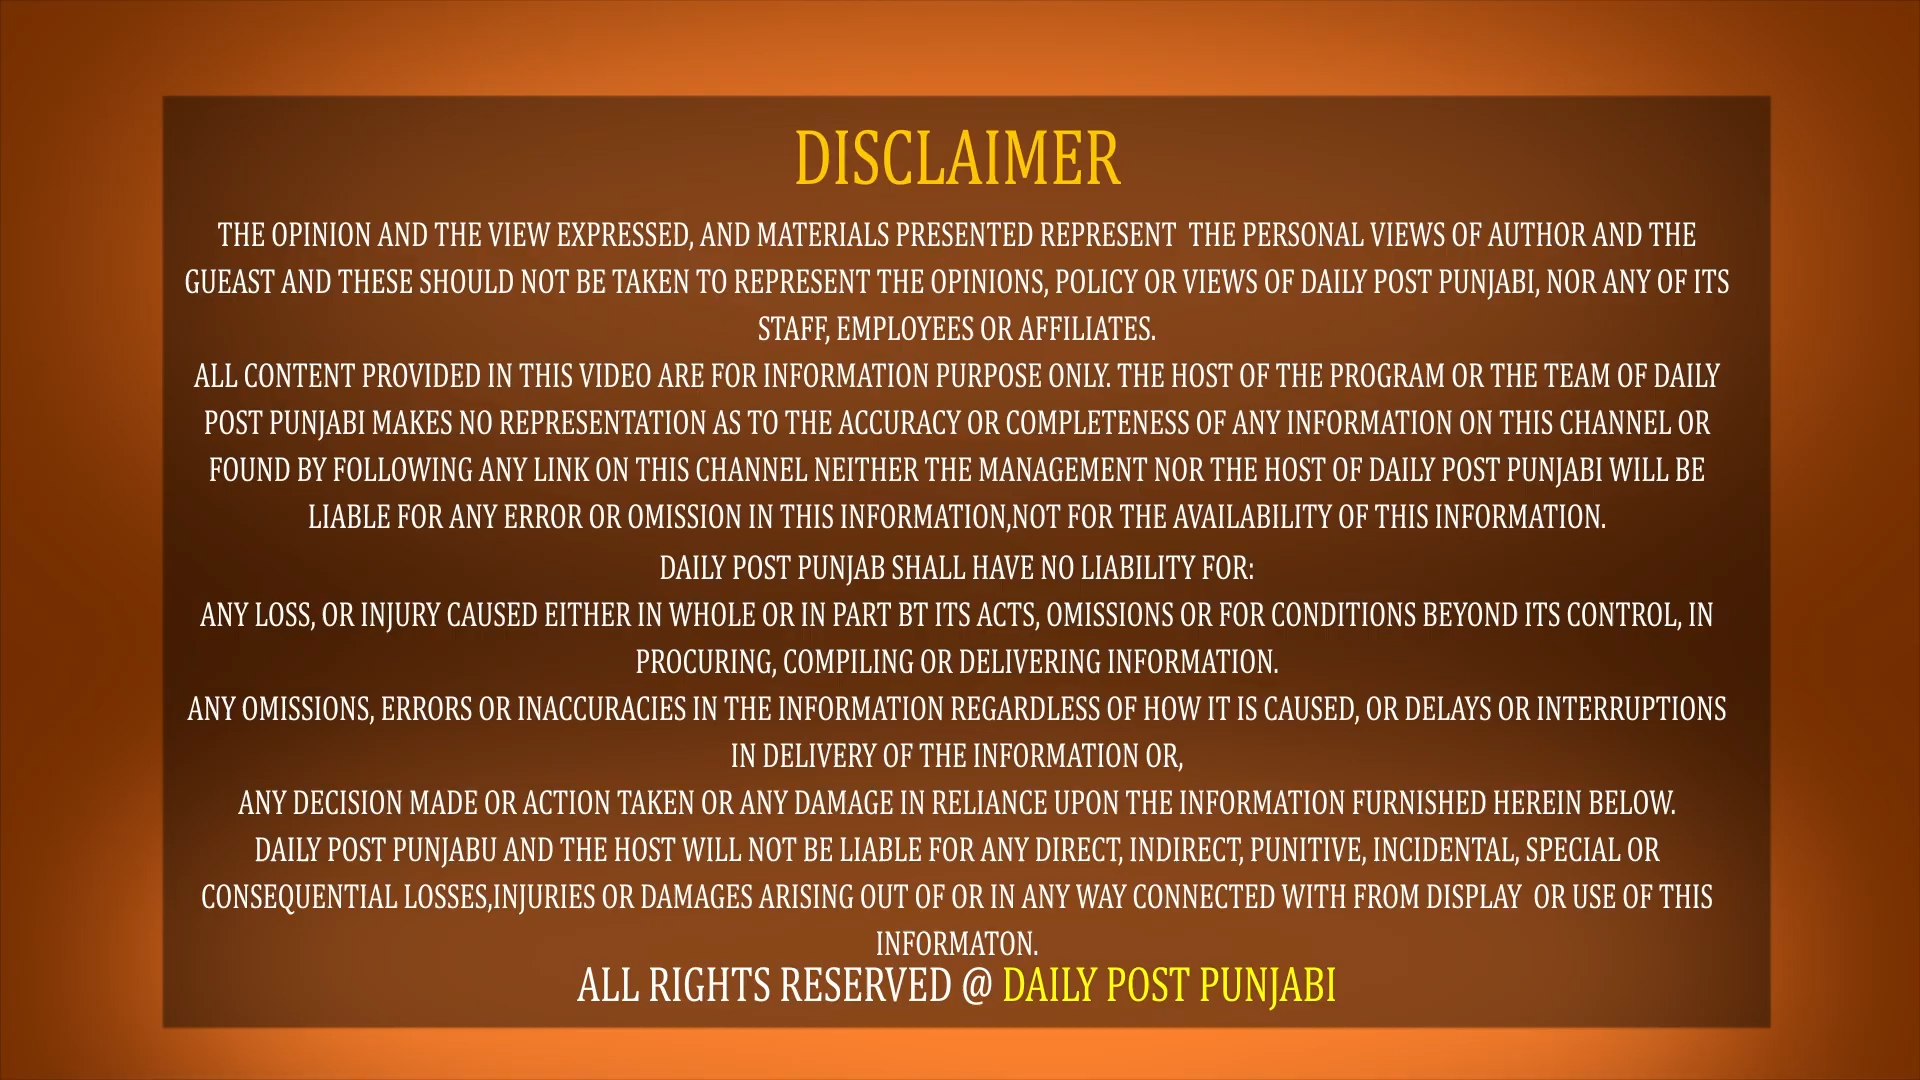 DISCLAIMER
THE OPINION AND THE VIEW EXPRESSED, AND MATERIALS PRESENTED REPRESENT THE PERSONAL VIEWS OF AUTHOR AND THE
GUEAST AND THESE SHOULD NOT BE TAKEN TO REPRESENT THE OPINIONS, POLICY OR VIEWS OF DAILY POST PUNJABI, NOR ANY OF ITS
STAFF, EMPLOYEES OR AFFILIATES.
ALL CONTENT PROVIDED IN THIS VIDEO ARE FOR INFORMATION PURPOSE ONLY. THE HOST OF THE PROGRAM OR THE TEAM OF DAILY
POST PUNJABI MAKES NO REPRESENTATION AS TO THE ACCURACY OR COMPLETENESS OF ANY INFORMATION ON THIS CHANNEL OR
FOUND BY FOLLOWING ANY LINK ON THIS CHANNEL NEITHER THE MANAGEMENT NOR THE HOST OF DAILY POST PUNJABI WILL BE
LIABLE FOR ANY ERROR OR OMISSION IN THIS INFORMATION,NOT FOR THE AVAILABILITY OF THIS INFORMATION.
DAILY POST PUNJAB SHALL HAVE NO LIABILITY FOR:
ANY LOSS, OR INJURY CAUSED EITHER IN WHOLE OR IN PART BT ITS ACTS, OMISSIONS OR FOR CONDITIONS BEYOND ITS CONTROL, IN
PROCURING, COMPILING OR DELIVERING INFORMATION.
ANY OMISSIONS, ERRORS OR INACCURACIES IN THE INFORMATION REGARDLESS OF HOW IT IS CAUSED, OR DELAYS OR INTERRUPTIONS
IN DELIVERY OF THE INFORMATION OR,
ANY DECISION MADE OR ACTION TAKEN OR ANY DAMAGE IN RELIANCE UPON THE INFORMATION FURNISHED HEREIN BELOW.
DAILY POST PUNJABU AND THE HOST WILL NOT BE LIABLE FOR ANY DIRECT, INDIRECT, PUNITIVE, INCIDENTAL, SPECIAL OR
CONSEQUENTIAL LOSSES,INJURIES OR DAMAGES ARISING OUT OF OR IN ANY WAY CONNECTED WITH FROM DISPLAY OR USE OF THIS
INFORMATON.
ALL RIGHTS RESERVED @ DAILY POST PUNJABI